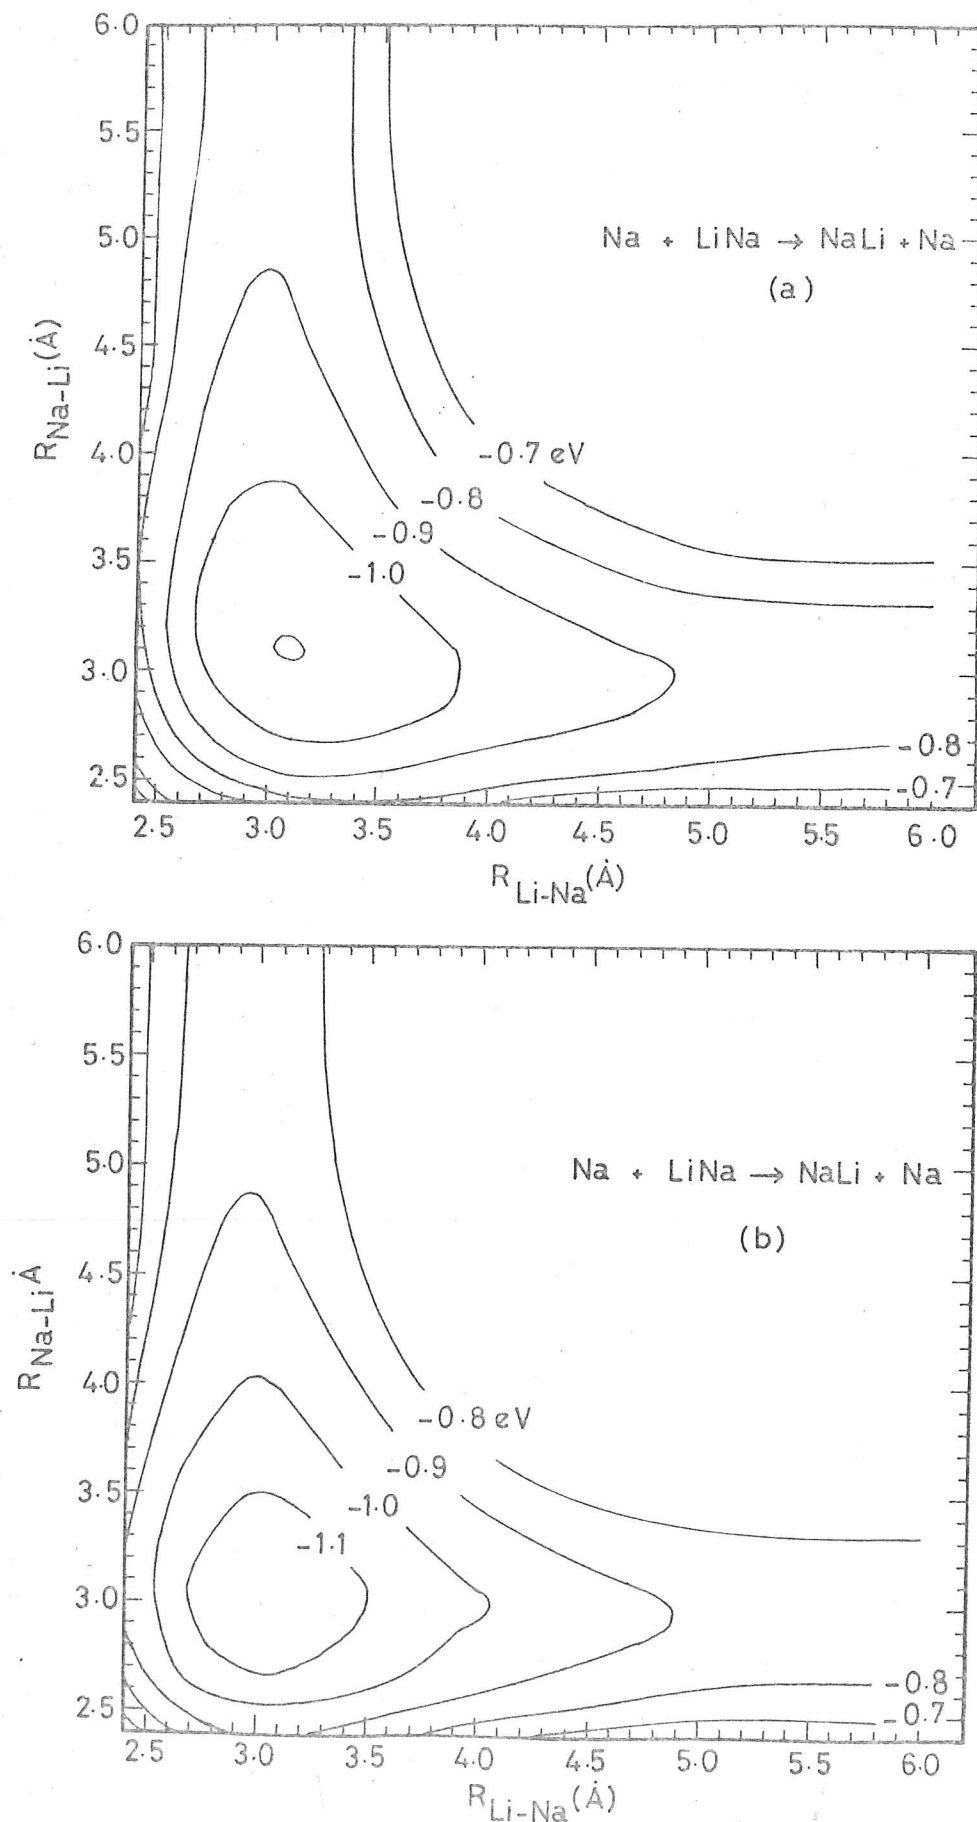 6.0
5.5
5.0
4.5
4.0
3.5
3.0
2.5
R Na-Li (Å)
Na + LiNa → NaLi + Na
(a)
-0.7 eV
-0.8
-0.9
-1.0
-0.8
-0.7
2.5 3.0 3.5 4.0 4.5 5.0 5.5 6.0
R Li-Na (Å)
6.0
5.5
5.0
4.5
4.0
3.5
3.0
2.5
R Na-Li Å
Na + LiNa → NaLi + Na
(b)
-0.8 eV
-0.9
-1.0
-1.1
-0.8
-0.7
2.5 3.0 3.5 4.0 4.5 5.0 5.5 6.0
R Li-Na (Å)